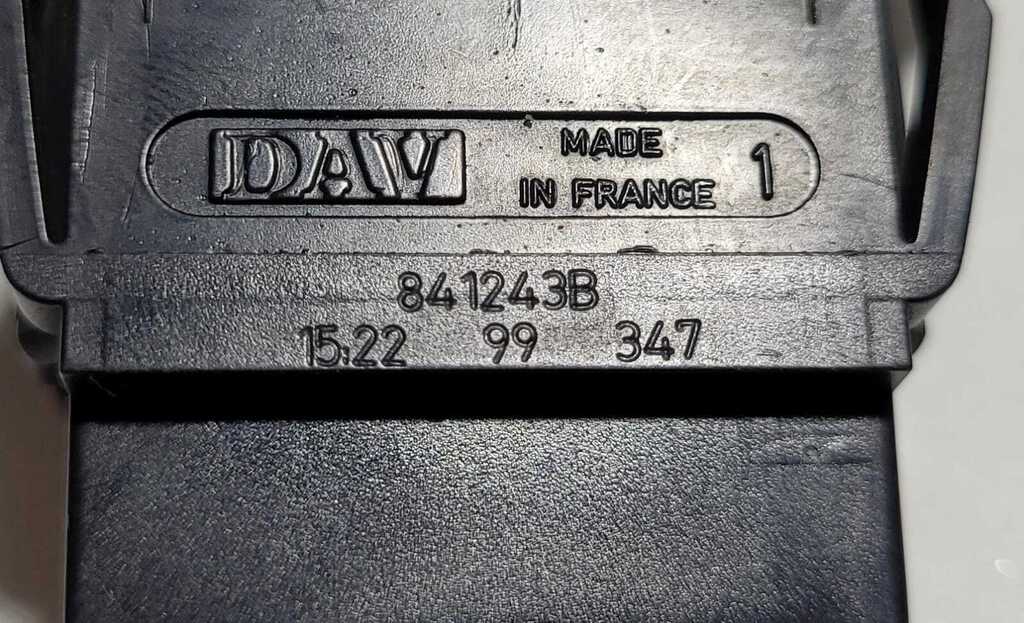 DAV MADE IN FRANCE 1
841243B
15,22 99 347